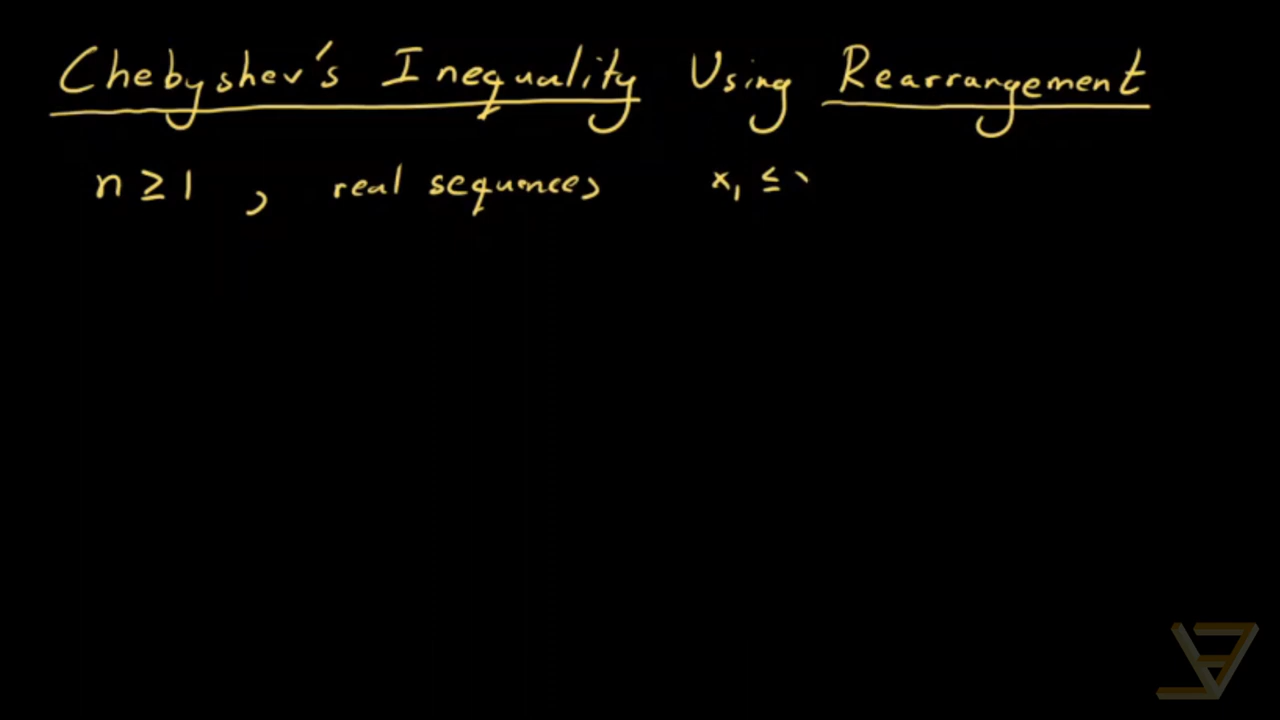 Chebyshev's Inequality Using Rearrangement
n ≥ 1 , real sequences x₁ ≤